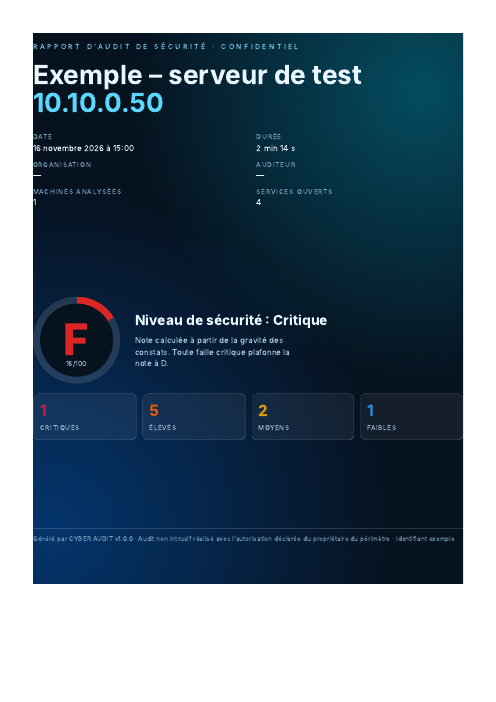 RAPPORT D'AUDIT DE SÉCURITÉ · CONFIDENTIEL
Exemple – serveur de test
10.10.0.50
DATE
16 novembre 2026 à 15:00
DURÉE
2 min 14 s
ORGANISATION
—
AUDITEUR
—
MACHINES ANALYSÉES
1
SERVICES OUVERTS
4
F
16/100
Niveau de sécurité : Critique
Note calculée à partir de la gravité des
constats. Toute faille critique plafonne la
note à D.
1
CRITIQUES
5
ÉLEVÉS
2
MOYENS
1
FAIBLES
Généré par CYBER AUDIT v1.0.0 · Audit non intrusif réalisé avec l'autorisation déclarée du propriétaire du périmètre · Identifiant exemple